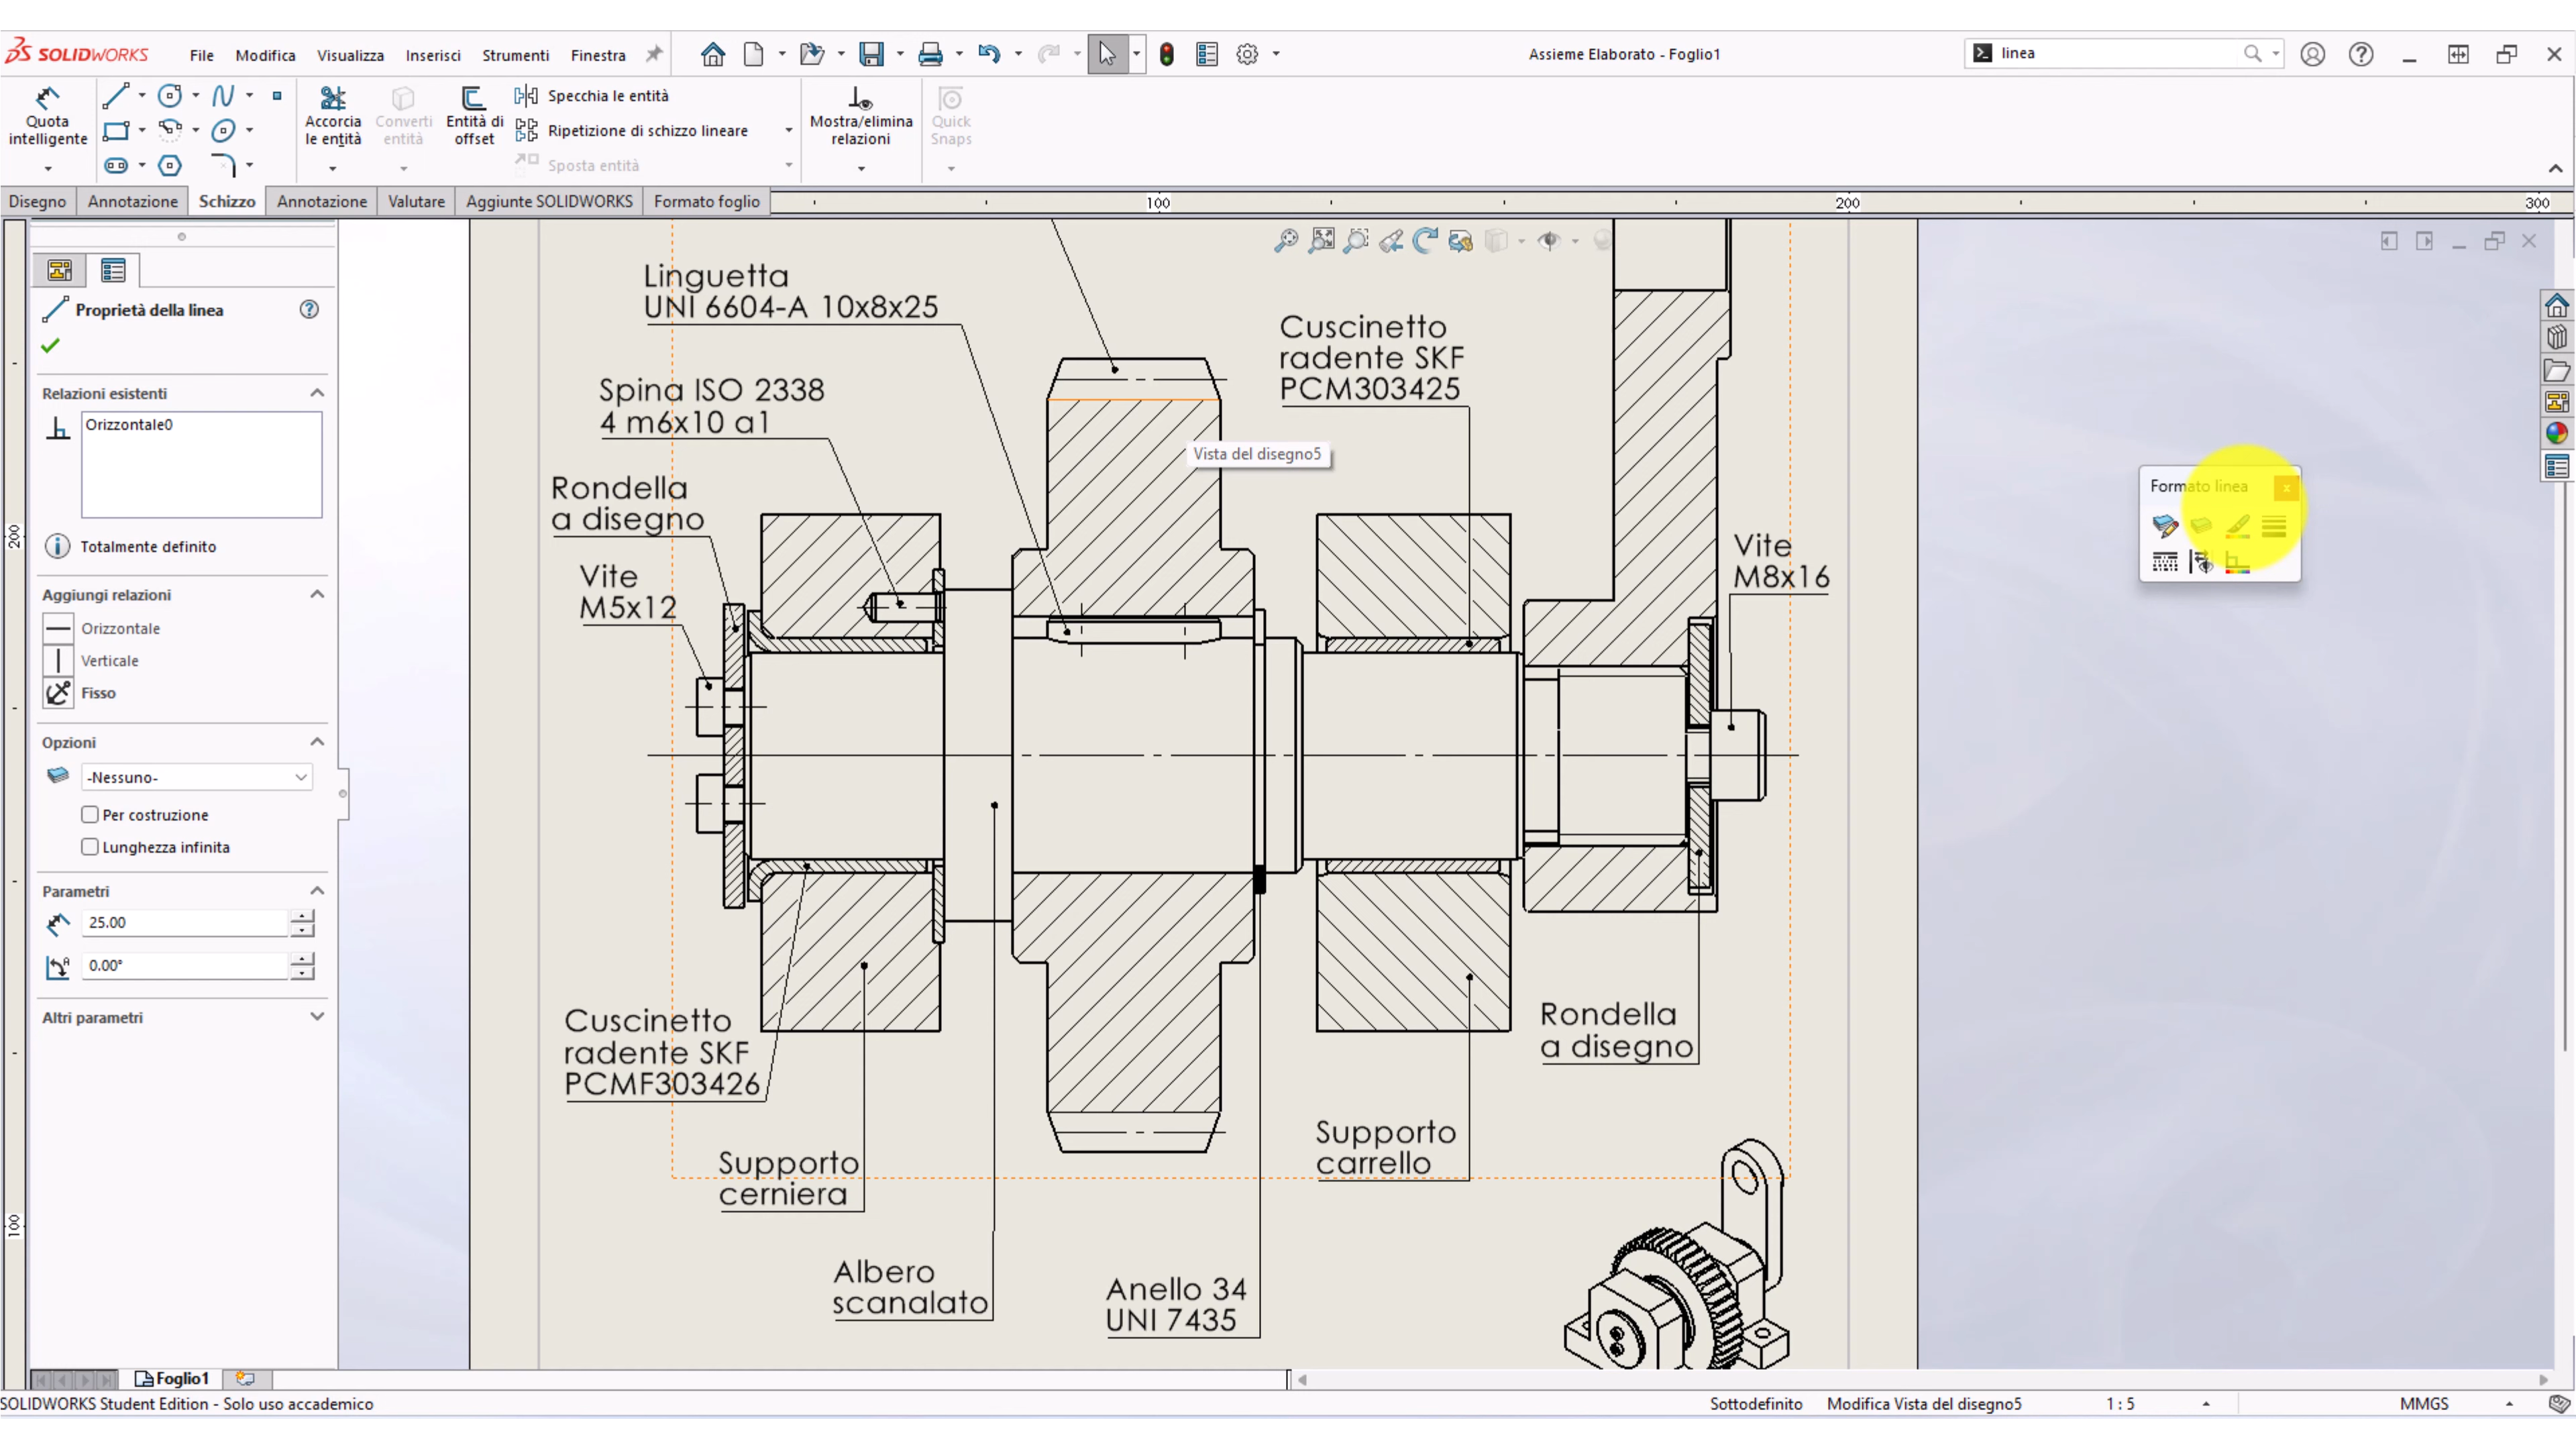 SOLIDWORKS
File Modifica Visualizza Inserisci Strumenti Finestra
Assieme Elaborato - Foglio1
linea
Quota
intelligente
Accorcia
le entità
Converti
entità
Entità di
offset
Specchia le entità
Ripetizione di schizzo lineare
Sposta entità
Mostra/elimina
relazioni
Quick
Snaps
Disegno Annotazione Schizzo Annotazione Valutare Aggiunte SOLIDWORKS Formato foglio
100 200 300
Proprietà della linea
Relazioni esistenti
Orizzontale0
Totalmente definito
Aggiungi relazioni
Orizzontale
Verticale
Fisso
Opzioni
-Nessuno-
Per costruzione
Lunghezza infinita
Parametri
25.00
0.00°
Altri parametri
200
100
Linguetta
UNI 6604-A 10x8x25
Spina ISO 2338
4 m6x10 a1
Rondella
a disegno
Vite
M5x12
Cuscinetto
radente SKF
PCM303425
Vista del disegno5
Vite
M8x16
Formato linea
Cuscinetto
radente SKF
PCMF303426
Supporto
cerniera
Albero
scanalato
Anello 34
UNI 7435
Supporto
carrello
Rondella
a disegno
Foglio1
SOLIDWORKS Student Edition - Solo uso accademico
Sottodefinito Modifica Vista del disegno5 1 : 5 MMGS